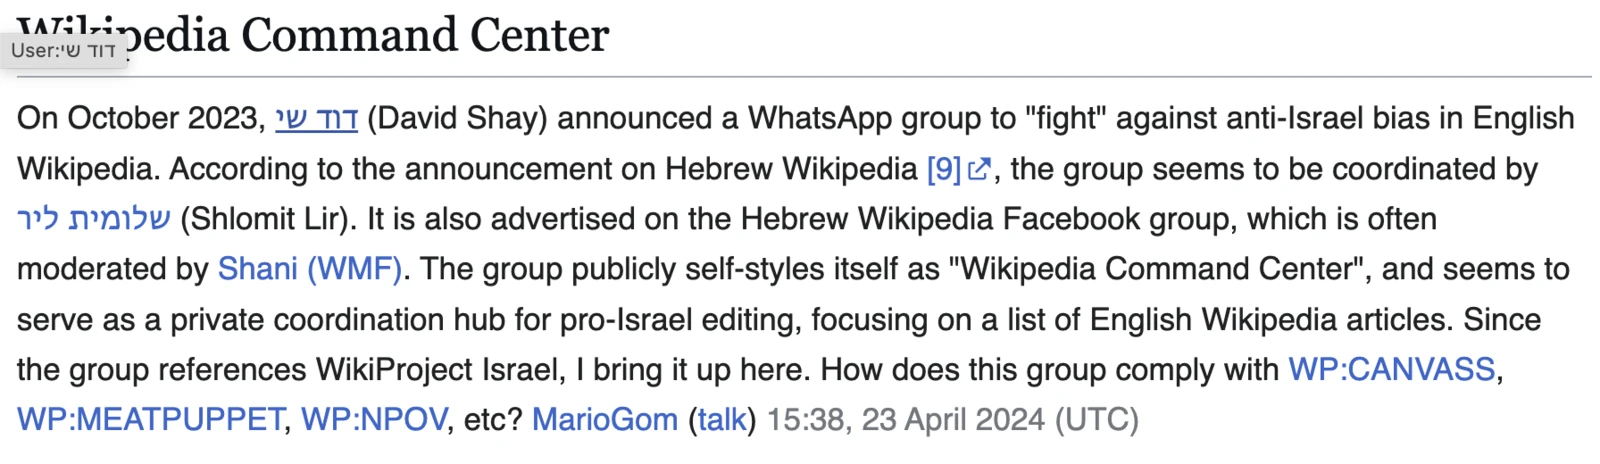 Wikipedia Command Center
User:דוד שי
On October 2023, דוד שי (David Shay) announced a WhatsApp group to "fight" against anti-Israel bias in English
Wikipedia. According to the announcement on Hebrew Wikipedia [9], the group seems to be coordinated by
שלומית ליר (Shlomit Lir). It is also advertised on the Hebrew Wikipedia Facebook group, which is often
moderated by Shani (WMF). The group publicly self-styles itself as "Wikipedia Command Center", and seems to
serve as a private coordination hub for pro-Israel editing, focusing on a list of English Wikipedia articles. Since
the group references WikiProject Israel, I bring it up here. How does this group comply with WP:CANVASS,
WP:MEATPUPPET, WP:NPOV, etc? MarioGom (talk) 15:38, 23 April 2024 (UTC)